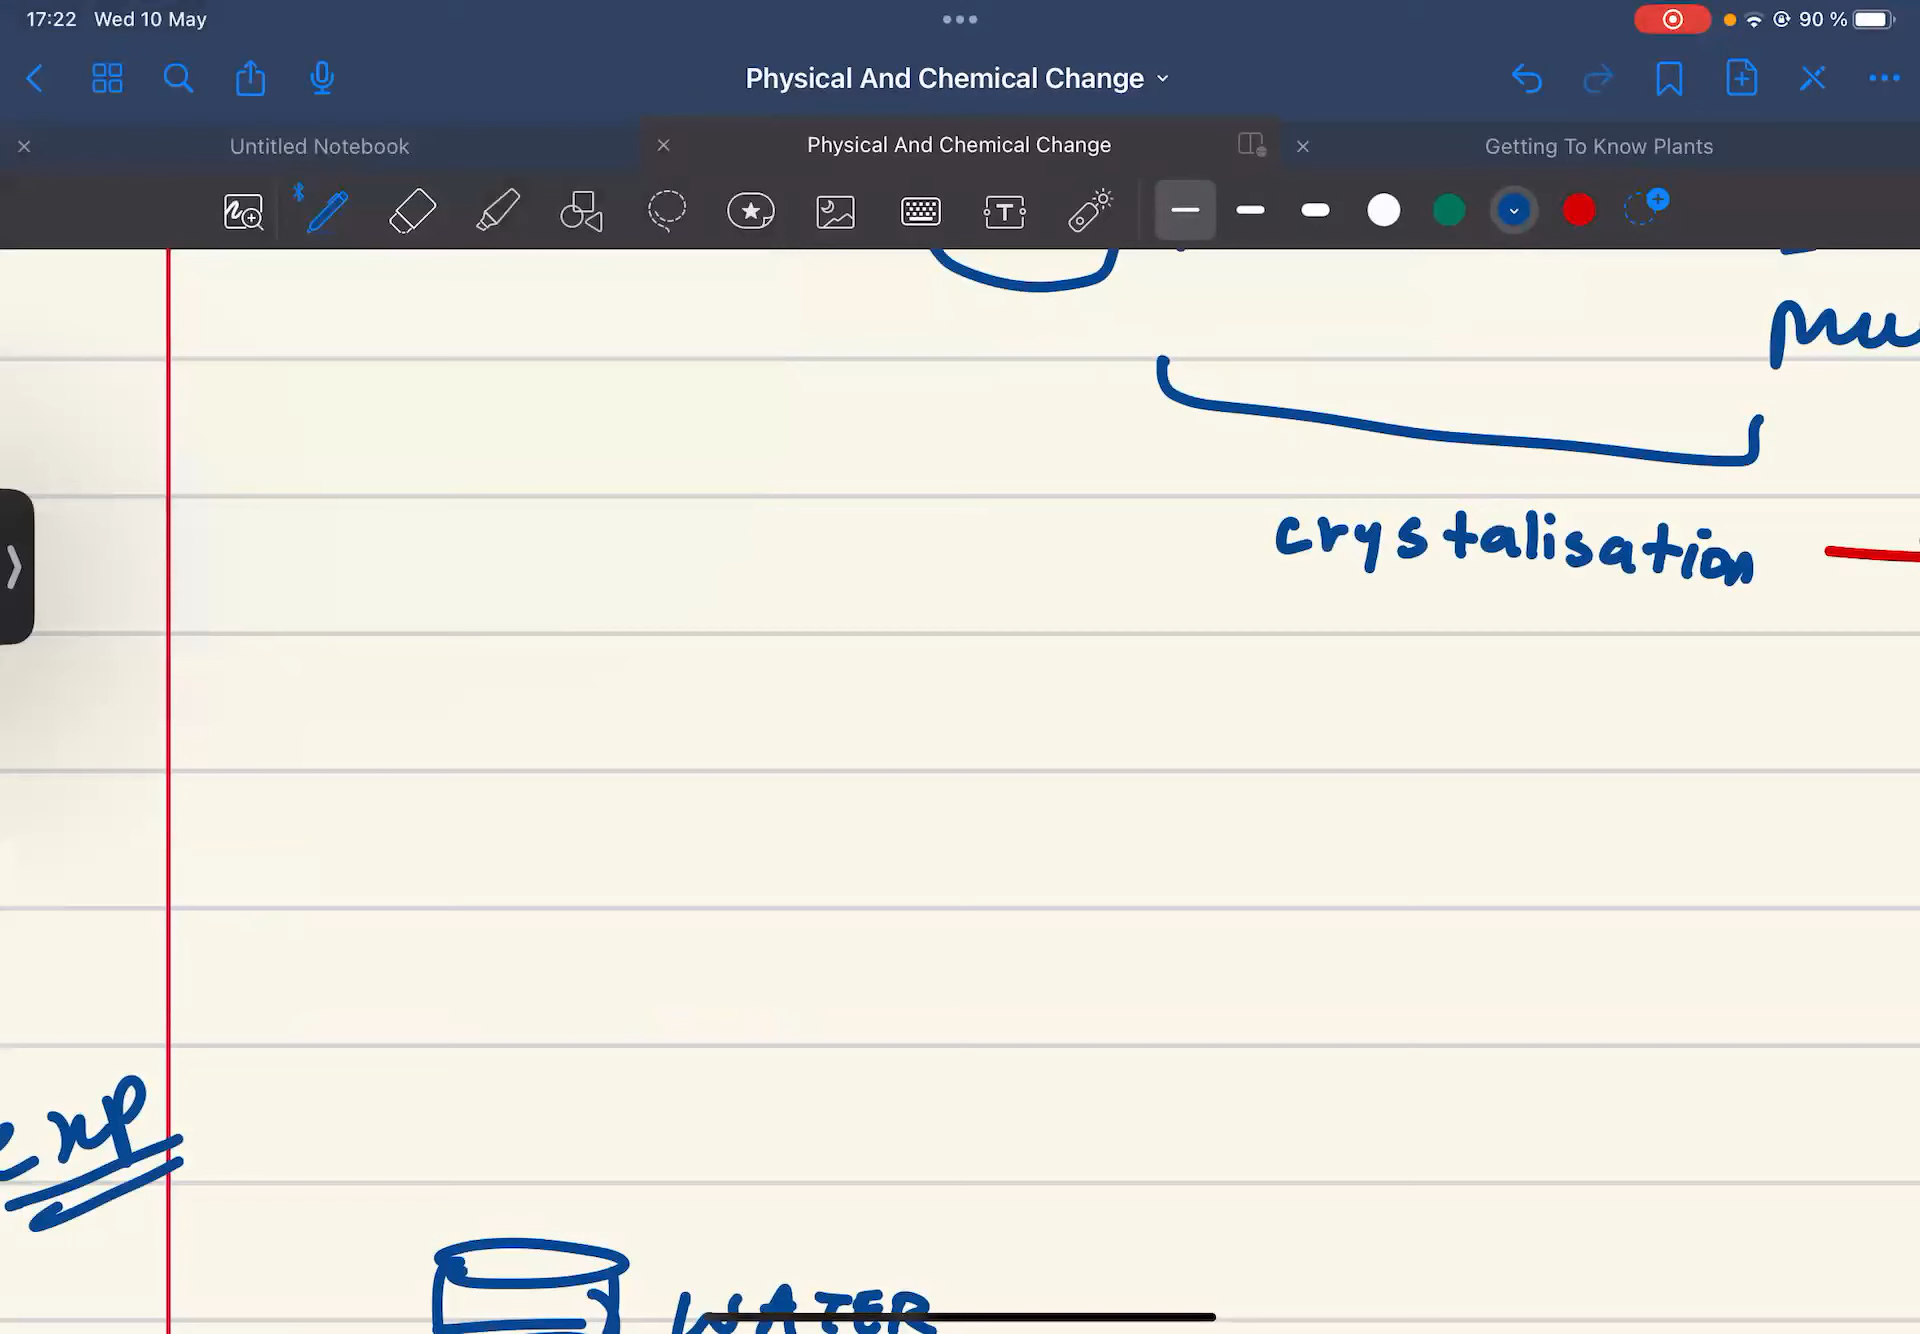 17:22 Wed 10 May 90 %
Physical And Chemical Change
Untitled Notebook Physical And Chemical Change Getting To Know Plants
crystalisation
exp
WATER